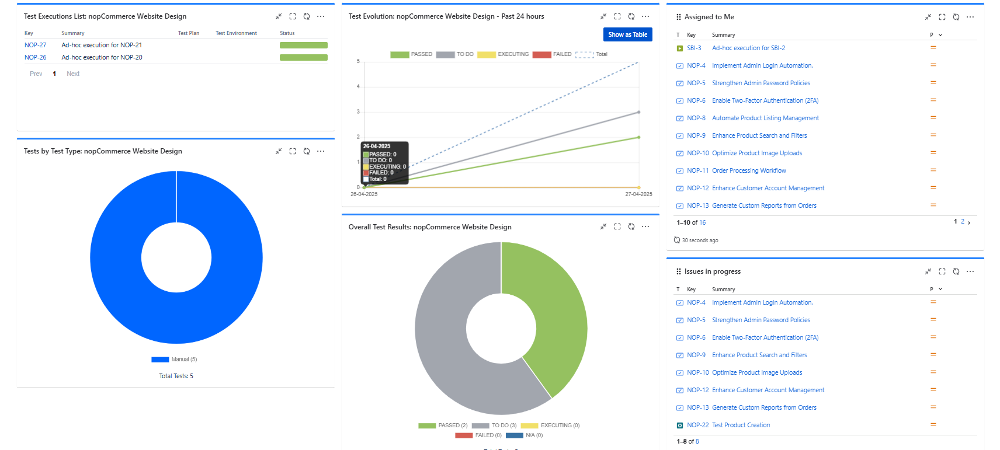 Test Executions List: nopCommerce Website Design
Key Summary Test Plan Test Environment Status
NOP-27 Ad-hoc execution for NOP-21
NOP-26 Ad-hoc execution for NOP-20
Prev 1 Next
Tests by Test Type: nopCommerce Website Design
Manual (5)
Total Tests: 5
Test Evolution: nopCommerce Website Design - Past 24 hours
Show as Table
PASSED TO DO EXECUTING FAILED Total
5
4
3
2
1
0
26-04-2025
PASSED: 0
TO DO: 0
EXECUTING: 0
FAILED: 0
Total: 0
26-04-2025 27-04-2025
Overall Test Results: nopCommerce Website Design
PASSED (2) TO DO (3) EXECUTING (0)
FAILED (0) N/A (0)
Assigned to Me
T Key Summary P
SBI-3 Ad-hoc execution for SBI-2
NOP-4 Implement Admin Login Automation.
NOP-5 Strengthen Admin Password Policies
NOP-6 Enable Two-Factor Authentication (2FA)
NOP-8 Automate Product Listing Management
NOP-9 Enhance Product Search and Filters
NOP-10 Optimize Product Image Uploads
NOP-11 Order Processing Workflow
NOP-12 Enhance Customer Account Management
NOP-13 Generate Custom Reports from Orders
1–10 of 16 1 2 ›
30 seconds ago
Issues in progress
T Key Summary P
NOP-4 Implement Admin Login Automation.
NOP-5 Strengthen Admin Password Policies
NOP-6 Enable Two-Factor Authentication (2FA)
NOP-9 Enhance Product Search and Filters
NOP-10 Optimize Product Image Uploads
NOP-12 Enhance Customer Account Management
NOP-13 Generate Custom Reports from Orders
NOP-22 Test Product Creation
1–8 of 8